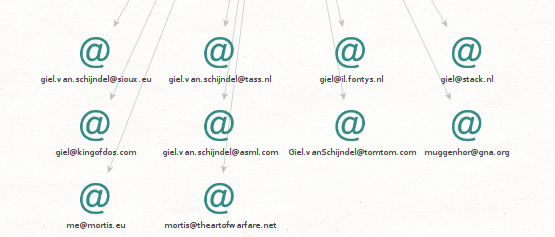 @ @ @ @
giel.van.schijndel@sioux.eu giel.van.schijndel@tass.nl giel@il.fontys.nl giel@stack.nl
@ @ @ @
giel@kingofdos.com giel.van.schijndel@asml.com Giel.vanSchijndel@tomtom.com muggenhor@gna.org
@ @
me@mortis.eu mortis@theartofwarfare.net